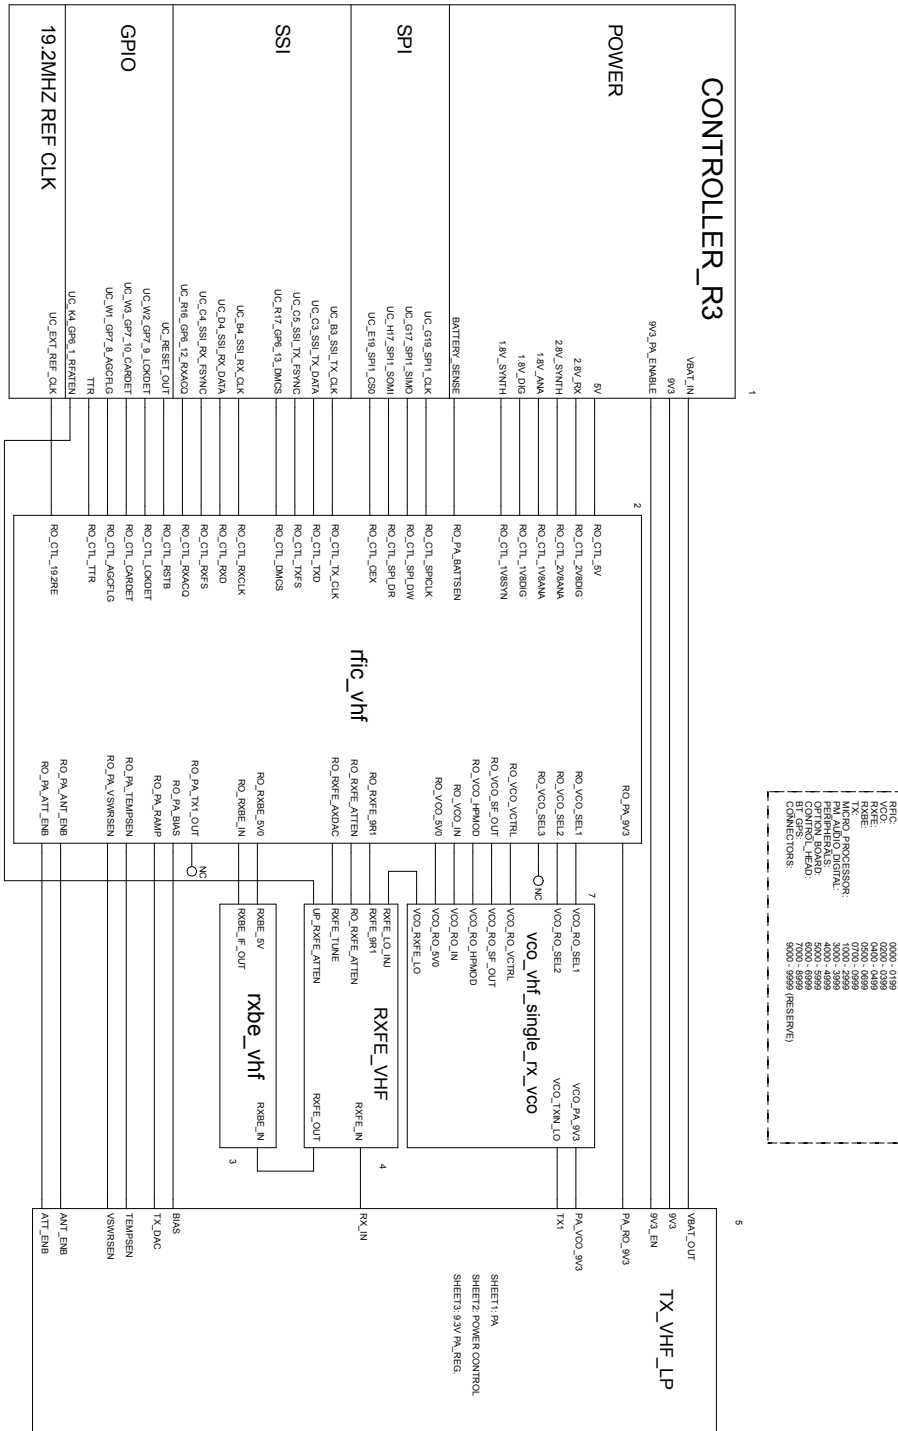 CONTROLLER_R3
POWER
SPI
SSI
GPIO
19.2MHZ REF CLK
VBAT_IN
9V3
9V3_PA_ENABLE
5V
2.8V_RX
2.8V_SYNTH
1.8V_ANA
1.8V_DIG
1.8V_SYNTH
BATTERY_SENSE
UC_G19_SPI1_CLK
UC_G17_SPI1_SIMO
UC_H17_SPI1_SOMI
UC_E19_SPI1_CS0
UC_B3_SSI_TX_CLK
UC_C3_SSI_TX_DATA
UC_C5_SSI_TX_FSYNC
UC_R17_GP6_13_DMCS
UC_B4_SSI_RX_CLK
UC_D4_SSI_RX_DATA
UC_C4_SSI_RX_FSYNC
UC_R16_GP6_12_RXACQ
UC_RESET_OUT
UC_W2_GP7_9_LCKDET
UC_W3_GP7_10_CARDET
UC_W1_GP7_8_AGCFLG
TTR
UC_K4_GP6_1_RFATEN
UC_EXT_REF_CLK
1
2
rfic_vhf
RO_CTL_5V
RO_CTL_2V8DIG
RO_CTL_2V8ANA
RO_CTL_1V8ANA
RO_CTL_1V8DIG
RO_CTL_1V8SYN
RO_PA_BATTSEN
RO_CTL_SPICLK
RO_CTL_SPI_DW
RO_CTL_SPI_DR
RO_CTL_CEX
RO_CTL_TX_CLK
RO_CTL_TXD
RO_CTL_TXFS
RO_CTL_DMCS
RO_CTL_RXCLK
RO_CTL_RXD
RO_CTL_RXFS
RO_CTL_RXACQ
RO_CTL_RSTB
RO_CTL_LCKDET
RO_CTL_CARDET
RO_CTL_AGCFLG
RO_CTL_TTR
RO_CTL_192RE
RO_PA_9V3
RO_VCO_SEL1
RO_VCO_SEL2
RO_VCO_SEL3
RO_VCO_VCTRL
RO_VCO_SF_OUT
RO_VCO_HPMOD
RO_VCO_IN
RO_VCO_5V0
RO_RXFE_9R1
RO_RXFE_ATTEN
RO_RXFE_AXDAC
RO_RXBE_5V0
RO_RXBE_IN
RO_PA_TX1_OUT
RO_PA_BIAS
RO_PA_RAMP
RO_PA_TEMPSEN
RO_PA_VSWRSEN
RO_PA_ANT_ENB
RO_PA_ATT_ENB
NC
NC
7
vco_vhf_single_rx_vco
VCO_RO_SEL1
VCO_RO_SEL2
VCO_RO_VCTRL
VCO_RO_SF_OUT
VCO_RO_HPMOD
VCO_RO_IN
VCO_RO_5V0
VCO_RXFE_LO
VCO_PA_9V3
VCO_TXIN_LO
RXFE_VHF
RXFE_LO_INJ
RXFE_9R1
RO_RXFE_ATTEN
RXFE_TUNE
UP_RXFE_ATTEN
RXFE_IN
RXFE_OUT
4
rxbe_vhf
RXBE_5V
RXBE_IF_OUT
RXBE_IN
3
5
TX_VHF_LP
VBAT_OUT
9V3
9V3_EN
PA_RO_9V3
PA_VCO_9V3
TX1
RX_IN
BIAS
TX_DAC
TEMPSEN
VSWRSEN
ANT_ENB
ATT_ENB
SHEET1: PA
SHEET2: POWER CONTROL
SHEET3: 9.3V PA_REG.
RFIC: 0000 - 0199
VCO: 0200 - 0399
RXFE: 0400 - 0499
RXBE: 0500 - 0699
TX: 0700 - 0999
MICRO_PROCESSOR: 1000 - 2999
PM_AUDIO_DIGITAL: 3000 - 3999
PERIPHERALS: 4000 - 4999
OPTION_BOARD: 5000 - 5999
CONTROL_HEAD: 6000 - 6999
BT_GPS: 7000 - 8999
CONNECTORS: 9000 - 9999 (RESERVE)